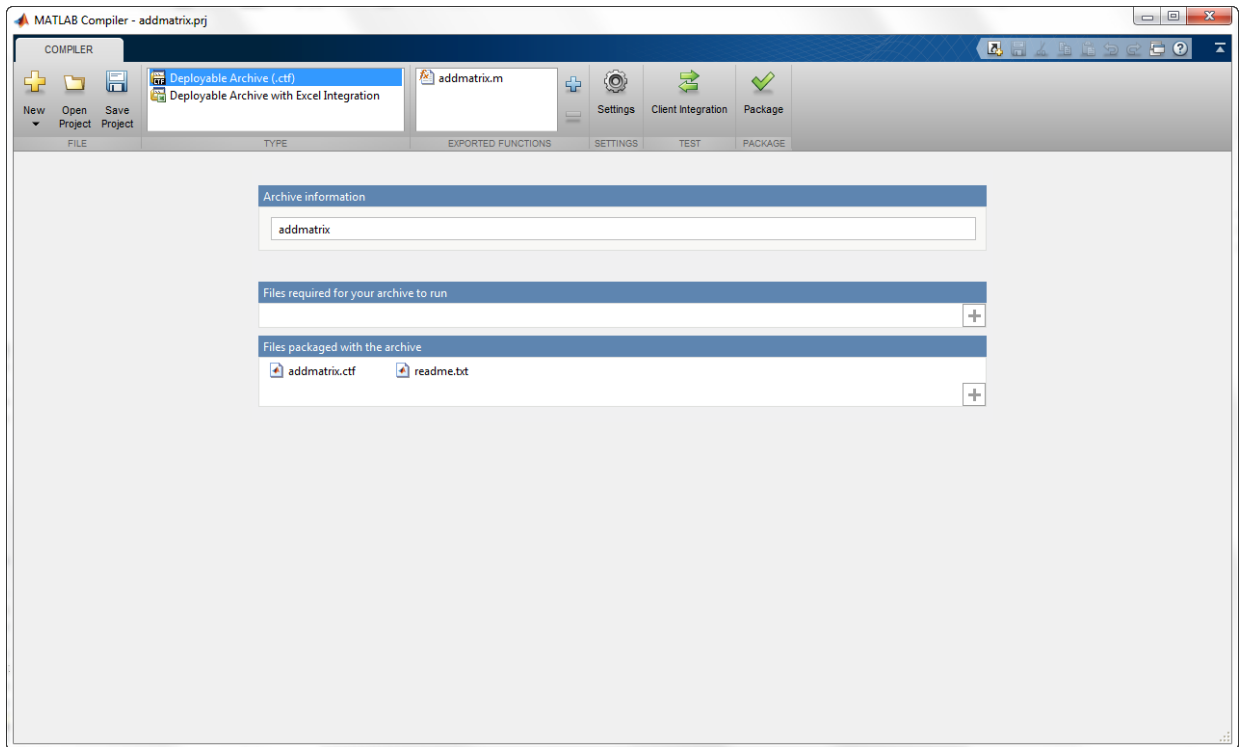 MATLAB Compiler - addmatrix.prj
COMPILER
New
Open Project
Save Project
FILE
Deployable Archive (.ctf)
Deployable Archive with Excel Integration
TYPE
addmatrix.m
EXPORTED FUNCTIONS
Settings
SETTINGS
Client Integration
TEST
Package
PACKAGE
Archive information
addmatrix
Files required for your archive to run
Files packaged with the archive
addmatrix.ctf readme.txt